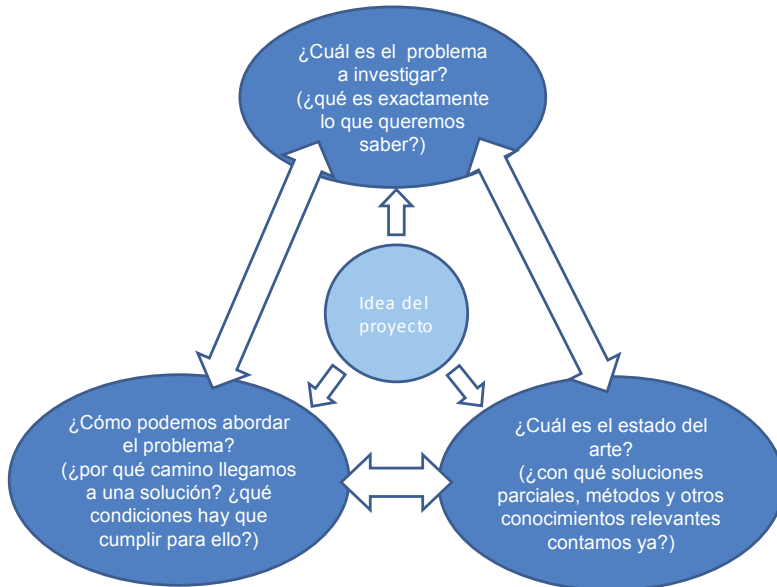 ¿Cuál es el problema
a investigar?
(¿qué es exactamente
lo que queremos
saber?)
Idea del
proyecto
¿Cómo podemos abordar
el problema?
(¿por qué camino llegamos
a una solución? ¿qué
condiciones hay que
cumplir para ello?)
¿Cuál es el estado del
arte?
(¿con qué soluciones
parciales, métodos y otros
conocimientos relevantes
contamos ya?)